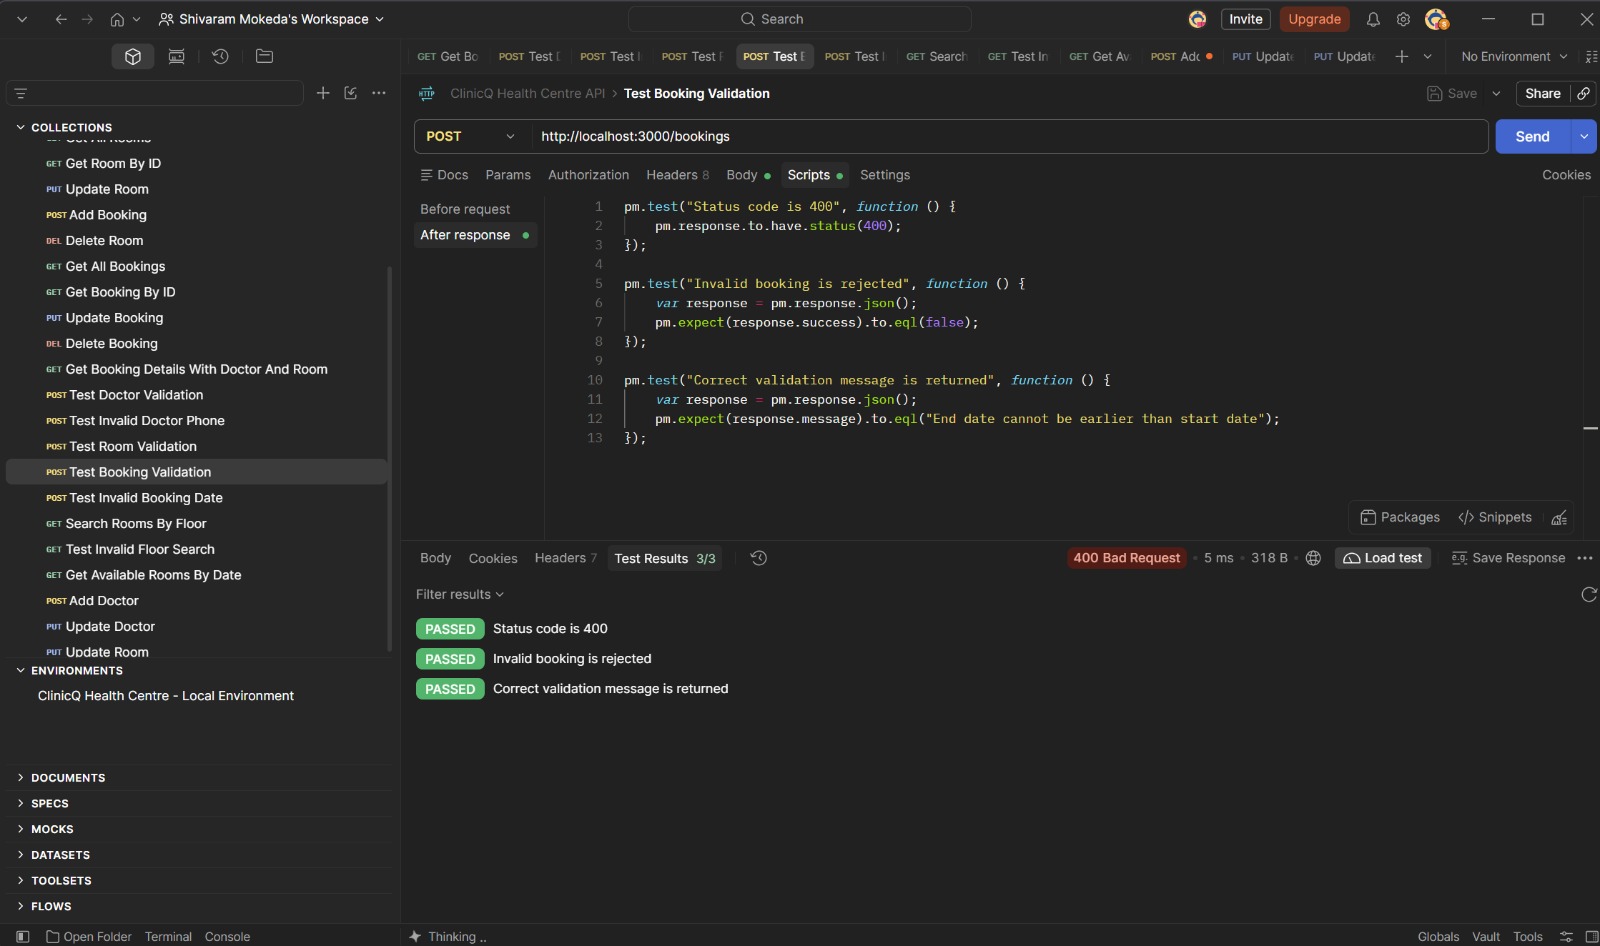 Shivaram Mokeda's Workspace
Search
Invite
Upgrade
GET Get Bo
POST Test
POST Test
POST Test
POST Test
POST Test
GET Search
GET Test In
GET Get Av
POST Adc
PUT Update
PUT Update
No Environment
HTTP ClinicQ Health Centre API > Test Booking Validation
Save
Share
COLLECTIONS
GET Get All Rooms
GET Get Room By ID
PUT Update Room
POST Add Booking
DEL Delete Room
GET Get All Bookings
GET Get Booking By ID
PUT Update Booking
DEL Delete Booking
GET Get Booking Details With Doctor And Room
POST Test Doctor Validation
POST Test Invalid Doctor Phone
POST Test Room Validation
POST Test Booking Validation
POST Test Invalid Booking Date
GET Search Rooms By Floor
GET Test Invalid Floor Search
GET Get Available Rooms By Date
POST Add Doctor
PUT Update Doctor
PUT Update Room
ENVIRONMENTS
ClinicQ Health Centre - Local Environment
DOCUMENTS
SPECS
MOCKS
DATASETS
TOOLSETS
FLOWS
POST
http://localhost:3000/bookings
Send
Docs
Params
Authorization
Headers 8
Body
Scripts
Settings
Cookies
Before request
After response
1 pm.test("Status code is 400", function () {
2 pm.response.to.have.status(400);
3 });
4
5 pm.test("Invalid booking is rejected", function () {
6 var response = pm.response.json();
7 pm.expect(response.success).to.eql(false);
8 });
9
10 pm.test("Correct validation message is returned", function () {
11 var response = pm.response.json();
12 pm.expect(response.message).to.eql("End date cannot be earlier than start date");
13 });
Packages
</> Snippets
Body
Cookies
Headers 7
Test Results 3/3
400 Bad Request • 5 ms • 318 B
Load test
e.g. Save Response
Filter results
PASSED Status code is 400
PASSED Invalid booking is rejected
PASSED Correct validation message is returned
Open Folder
Terminal
Console
Thinking ..
Globals
Vault
Tools